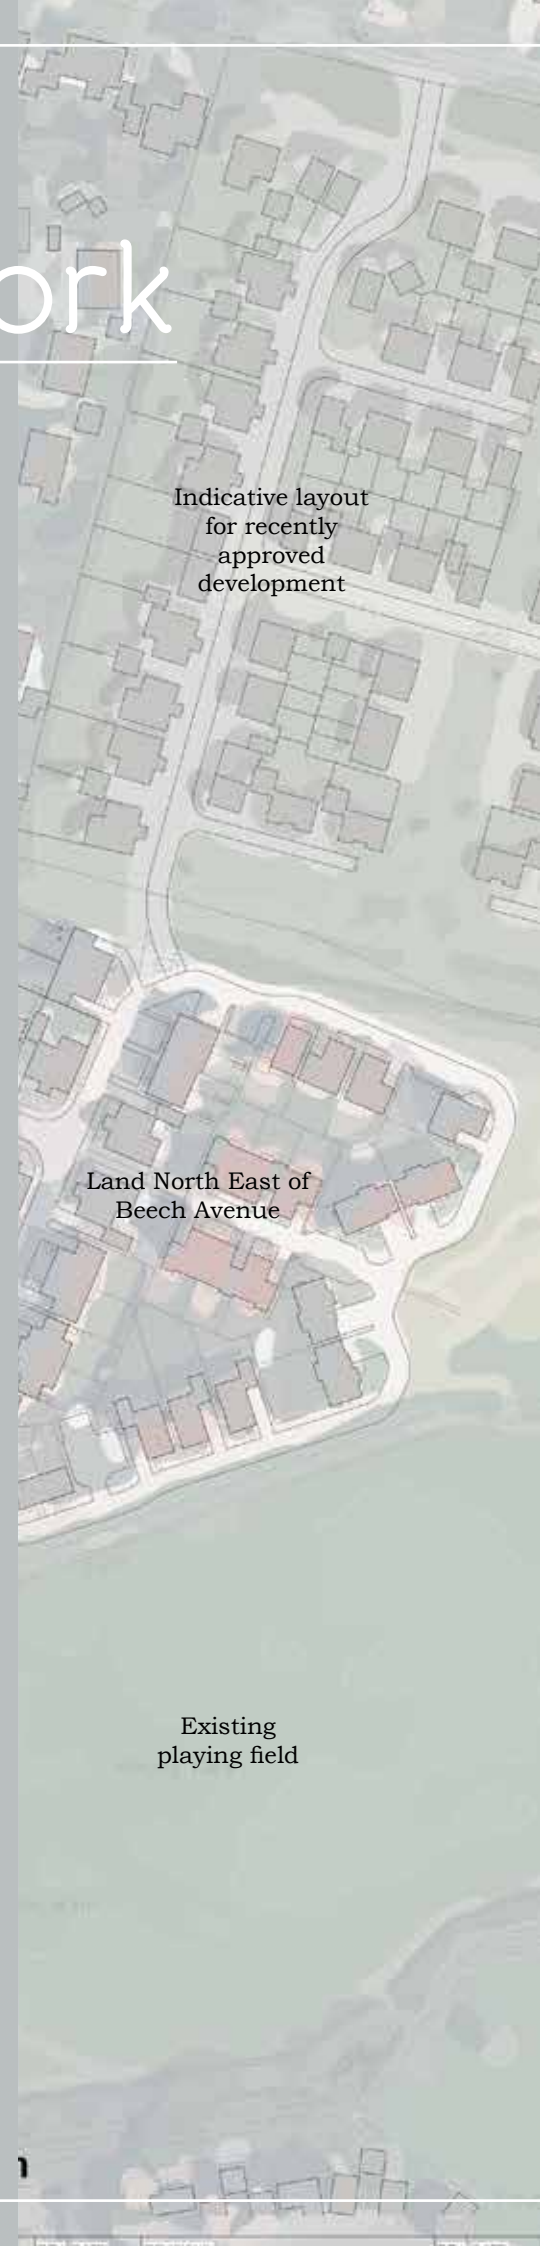 ork
Indicative layout
for recently
approved
development
Land North East of
Beech Avenue
Existing
playing field
n